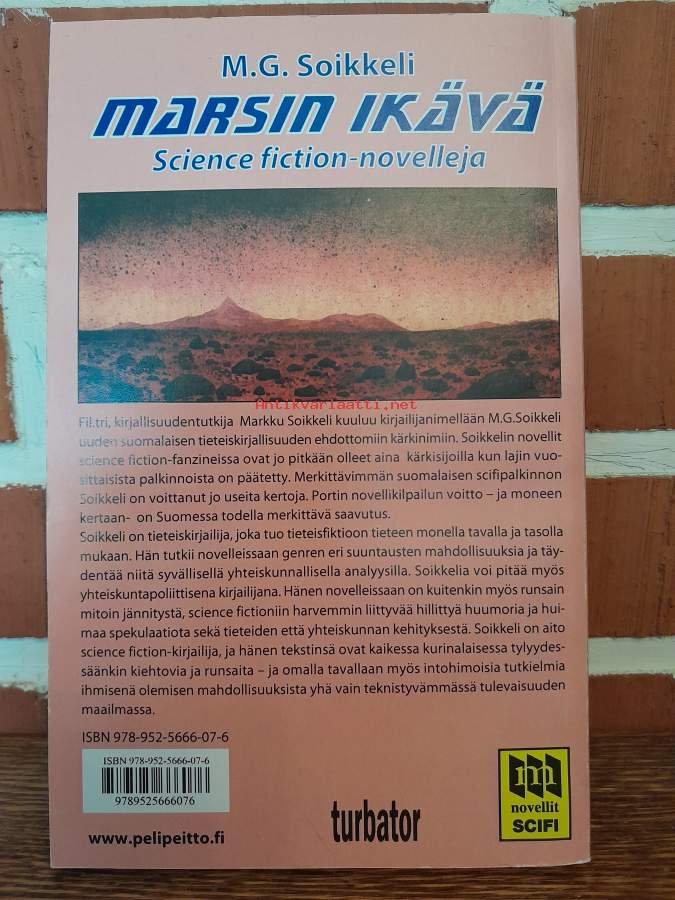 M.G. Soikkeli
MARSIN IKÄVÄ
Science fiction-novelleja
Antikvariaatti.net
Fil.tri, kirjallisuudentutkija Markku Soikkeli kuuluu kirjailijanimellään M.G.Soikkeli
uuden suomalaisen tieteiskirjallisuuden ehdottomiin kärkinimiin. Soikkelin novellit
science fiction-fanzineissa ovat jo pitkään olleet aina kärkisijoilla kun lajin vuo-
sittaisista palkinnoista on päätetty. Merkittävimmän suomalaisen scifipalkinnon
Soikkeli on voittanut jo useita kertoja. Portin novellikilpailun voitto – ja moneen
kertaan- on Suomessa todella merkittävä saavutus.
Soikkeli on tieteiskirjailija, joka tuo tieteisfiktioon tieteen monella tavalla ja tasolla
mukaan. Hän tutkii novelleissaan genren eri suuntausten mahdollisuuksia ja täy-
dentää niitä syvällisellä yhteiskunnallisella analyysilla. Soikkelia voi pitää myös
yhteiskuntapoliittisena kirjailijana. Hänen novelleissaan on kuitenkin myös runsain
mitoin jännitystä, science fictioniin harvemmin liittyvää hillittyä huumoria ja hui-
maa spekulaatiota sekä tieteiden että yhteiskunnan kehityksestä. Soikkeli on aito
science fiction-kirjailija, ja hänen tekstinsä ovat kaikessa kurinalaisessa tylyydes-
säänkin kiehtovia ja runsaita – ja omalla tavallaan myös intohimoisia tutkielmia
ihmisenä olemisen mahdollisuuksista yhä vain teknistyvämmässä tulevaisuuden
maailmassa.
ISBN 978-952-5666-07-6
ISBN 978-952-5666-07-6
9789525666076
www.pelipeitto.fi
turbator
m
novellit
SCIFI